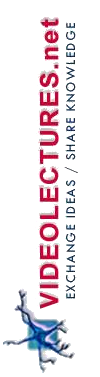 VIDEOLECTURES.net
EXCHANGE IDEAS / SHARE KNOWLEDGE